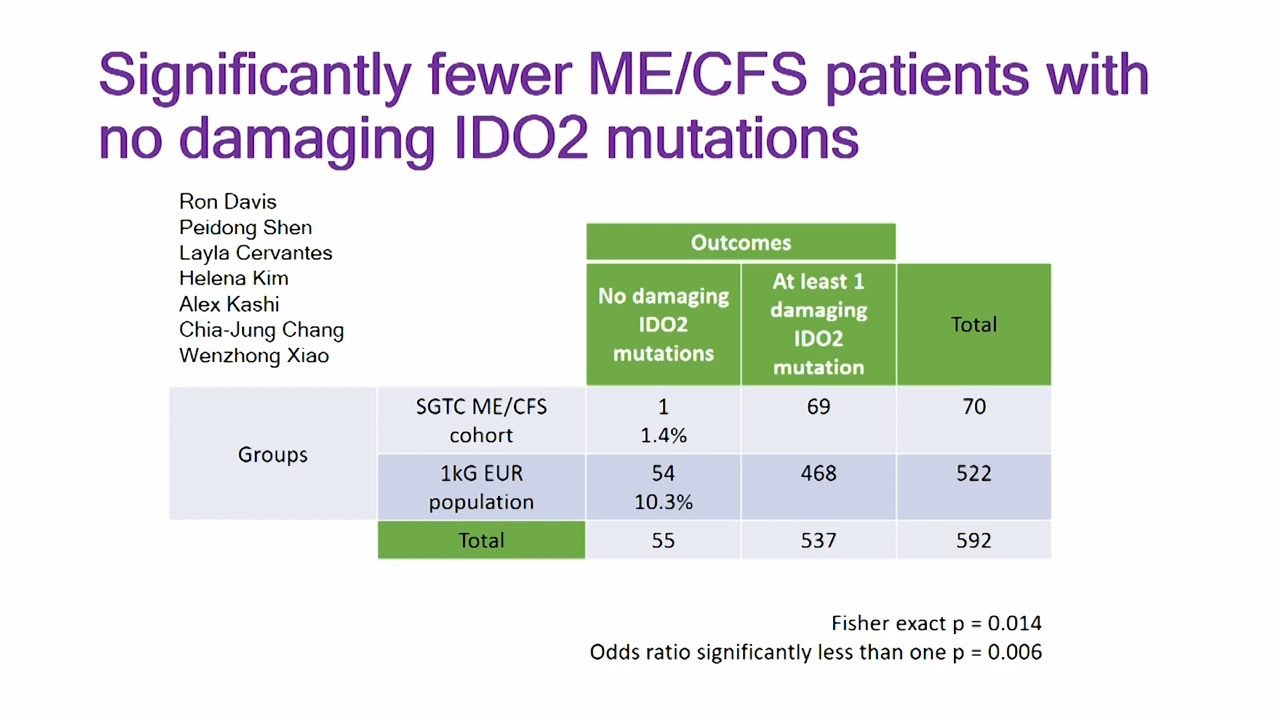 Significantly fewer ME/CFS patients with
no damaging IDO2 mutations
Ron Davis
Peidong Shen
Layla Cervantes
Helena Kim
Alex Kashi
Chia-Jung Chang
Wenzhong Xiao
Outcomes
No damaging
IDO2
mutations
At least 1
damaging
IDO2
mutation
Total
Groups
SGTC ME/CFS
cohort
1
1.4%
69
70
1kG EUR
population
54
10.3%
468
522
Total
55
537
592
Fisher exact p = 0.014
Odds ratio significantly less than one p = 0.006